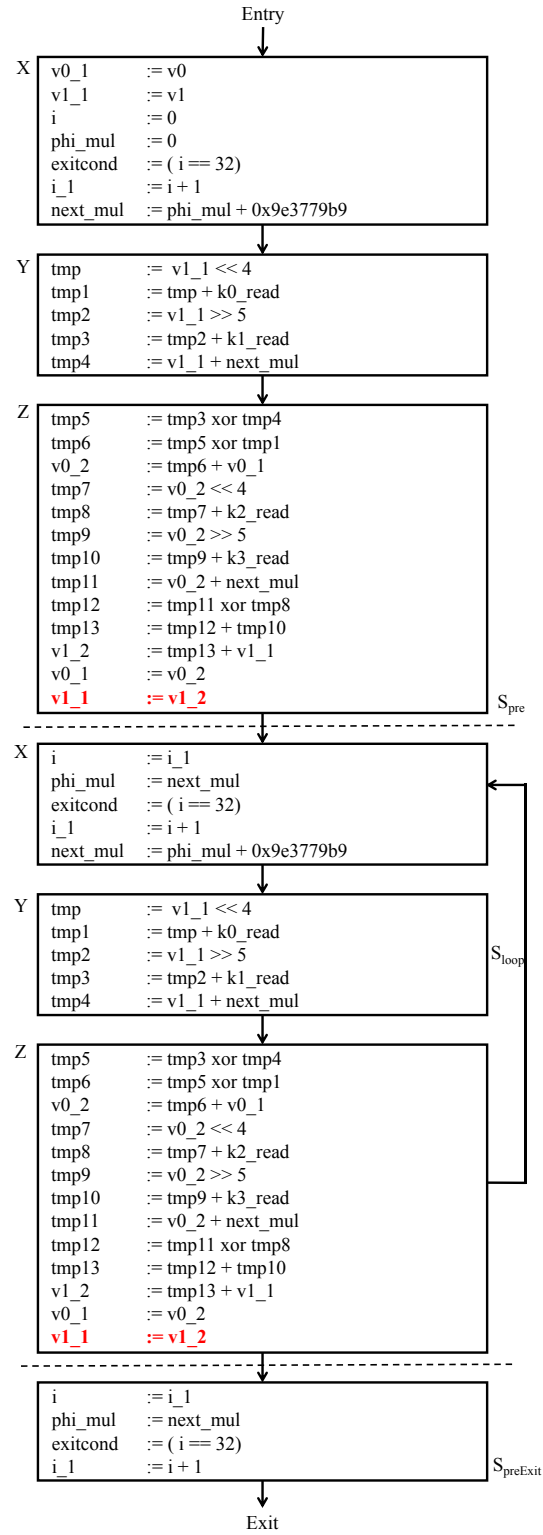 Entry
X
v0_1 := v0
v1_1 := v1
i := 0
phi_mul := 0
exitcond := ( i == 32)
i_1 := i + 1
next_mul := phi_mul + 0x9e3779b9
Y
tmp := v1_1 << 4
tmp1 := tmp + k0_read
tmp2 := v1_1 >> 5
tmp3 := tmp2 + k1_read
tmp4 := v1_1 + next_mul
Z
tmp5 := tmp3 xor tmp4
tmp6 := tmp5 xor tmp1
v0_2 := tmp6 + v0_1
tmp7 := v0_2 << 4
tmp8 := tmp7 + k2_read
tmp9 := v0_2 >> 5
tmp10 := tmp9 + k3_read
tmp11 := v0_2 + next_mul
tmp12 := tmp11 xor tmp8
tmp13 := tmp12 + tmp10
v1_2 := tmp13 + v1_1
v0_1 := v0_2
v1_1 := v1_2
Spre
X
i := i_1
phi_mul := next_mul
exitcond := ( i == 32)
i_1 := i + 1
next_mul := phi_mul + 0x9e3779b9
Y
tmp := v1_1 << 4
tmp1 := tmp + k0_read
tmp2 := v1_1 >> 5
tmp3 := tmp2 + k1_read
tmp4 := v1_1 + next_mul
Sloop
Z
tmp5 := tmp3 xor tmp4
tmp6 := tmp5 xor tmp1
v0_2 := tmp6 + v0_1
tmp7 := v0_2 << 4
tmp8 := tmp7 + k2_read
tmp9 := v0_2 >> 5
tmp10 := tmp9 + k3_read
tmp11 := v0_2 + next_mul
tmp12 := tmp11 xor tmp8
tmp13 := tmp12 + tmp10
v1_2 := tmp13 + v1_1
v0_1 := v0_2
v1_1 := v1_2
i := i_1
phi_mul := next_mul
exitcond := ( i == 32)
i_1 := i + 1
SpreExit
Exit